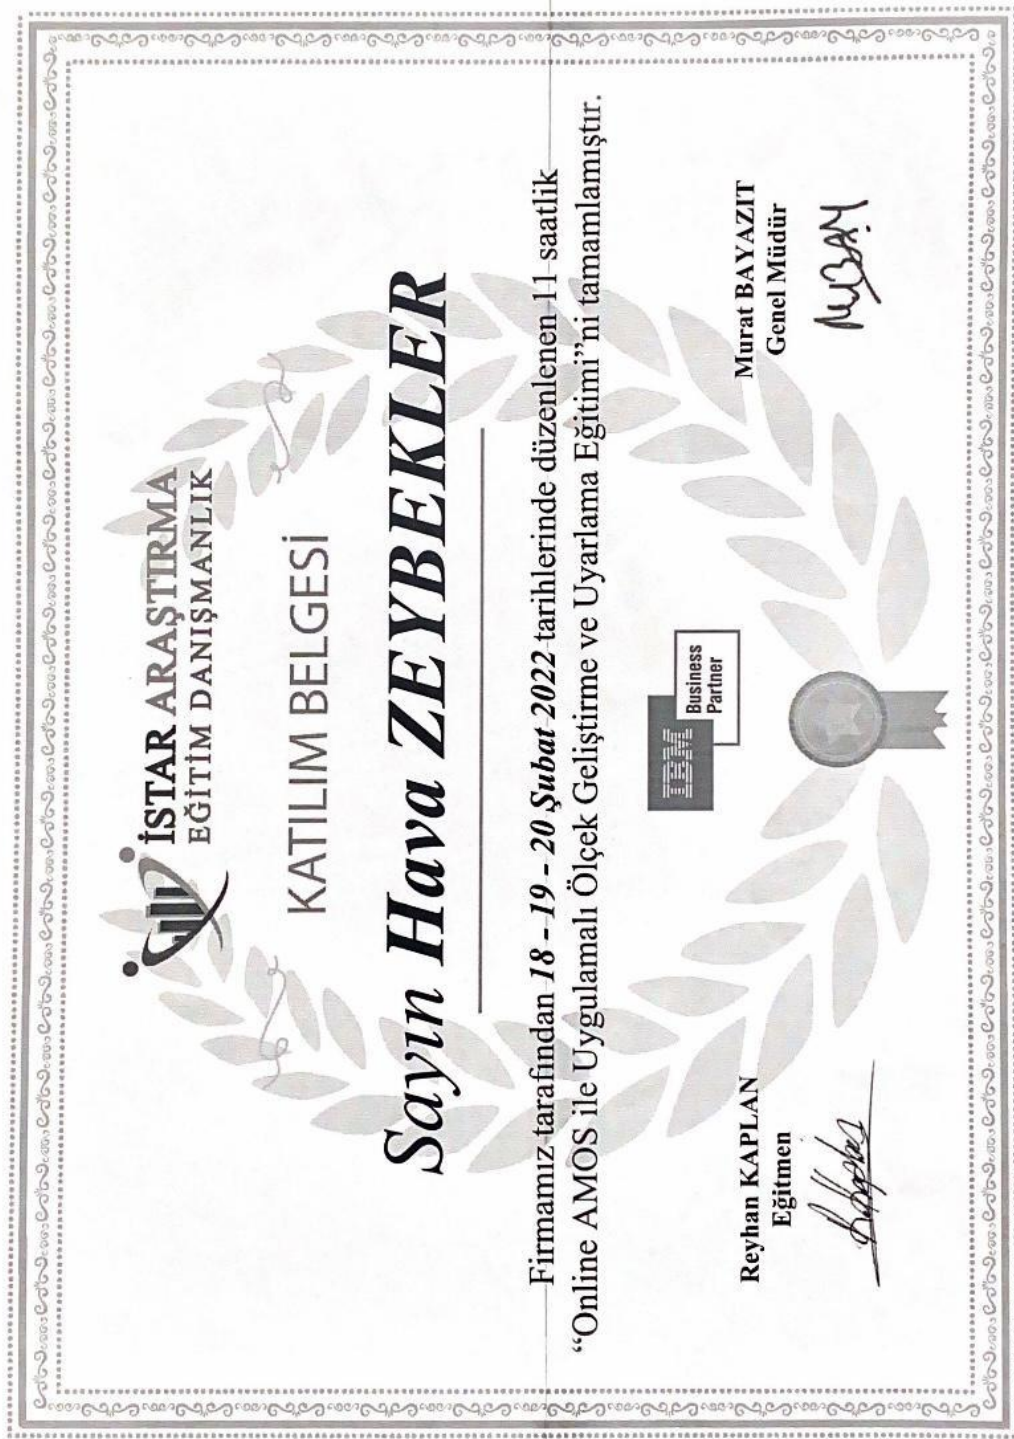 İSTAR ARAŞTIRMA
EĞİTİM DANIŞMANLIK
KATILIM BELGESİ
Sayın Hava ZEYBEKLER
Firmamız tarafından 18 - 19 - 20 Şubat 2022 tarihlerinde düzenlenen 11 saatlik
“Online AMOS ile Uygulamalı Ölçek Geliştirme ve Uyarlama Eğitimi”ni tamamlamıştır.
IBM
Business
Partner
Reyhan KAPLAN
Eğitmen
Murat BAYAZIT
Genel Müdür